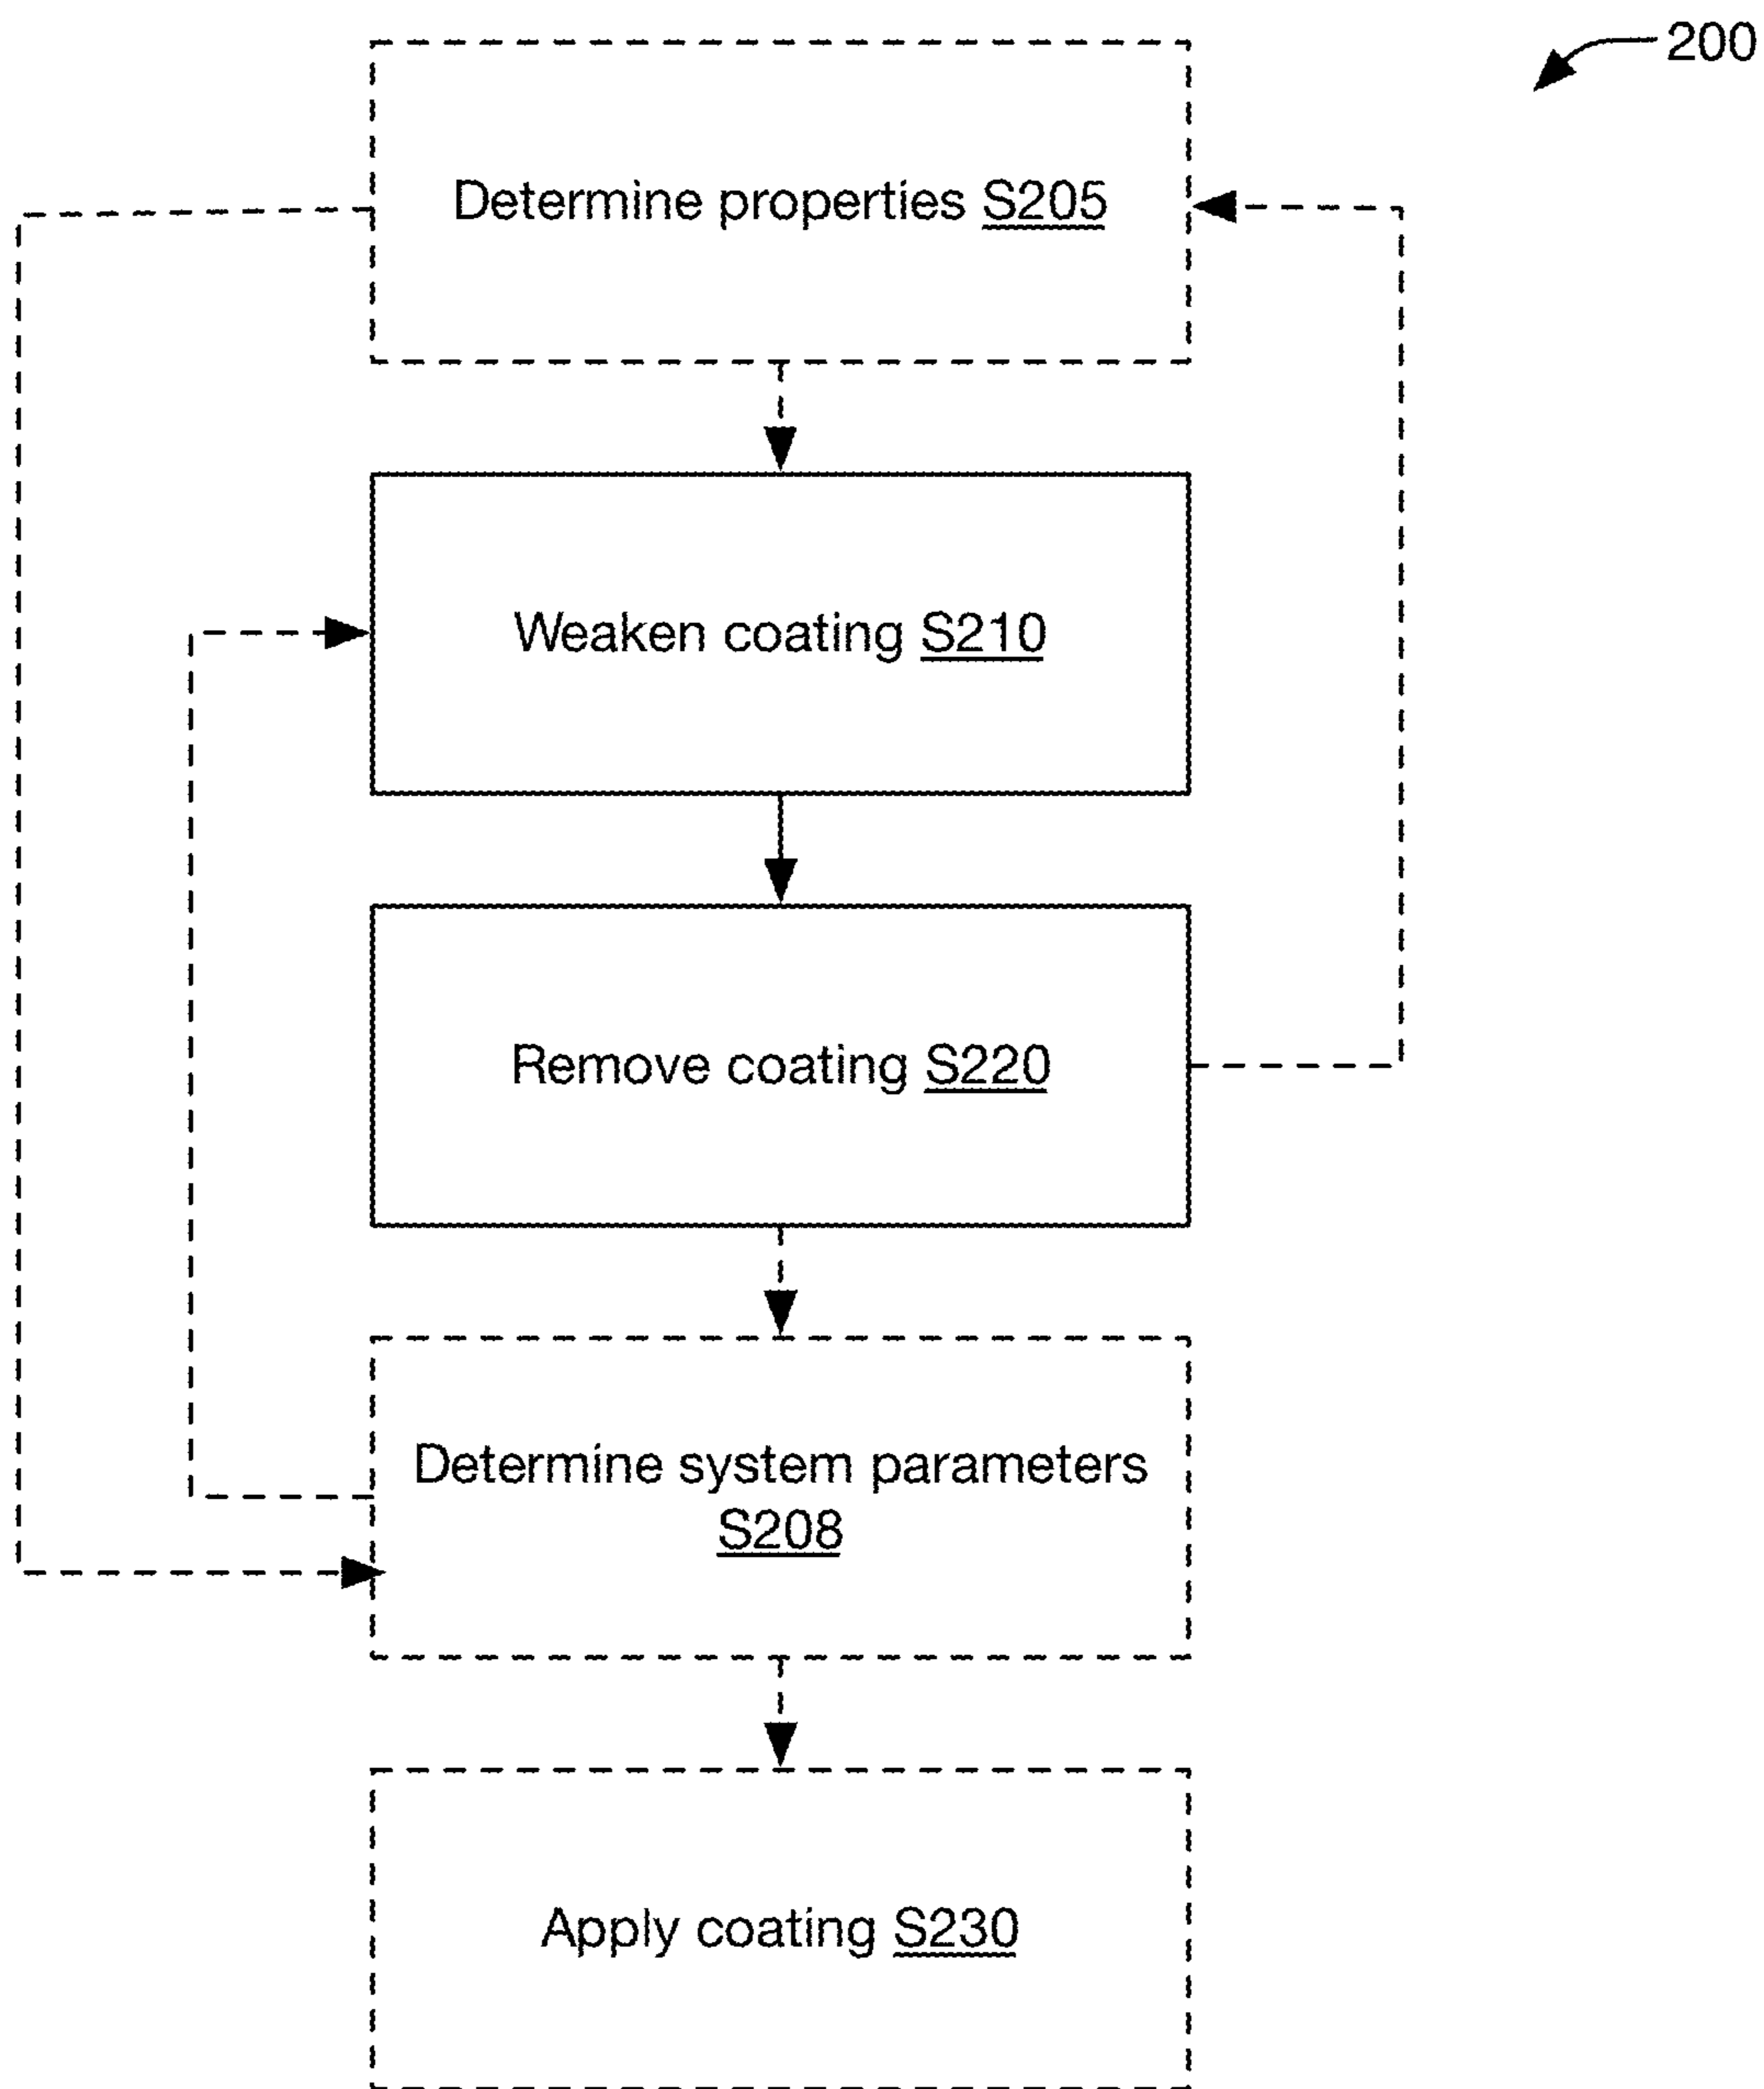 200
Determine properties S205
Weaken coating S210
Remove coating S220
Determine system parameters
S208
Apply coating S230